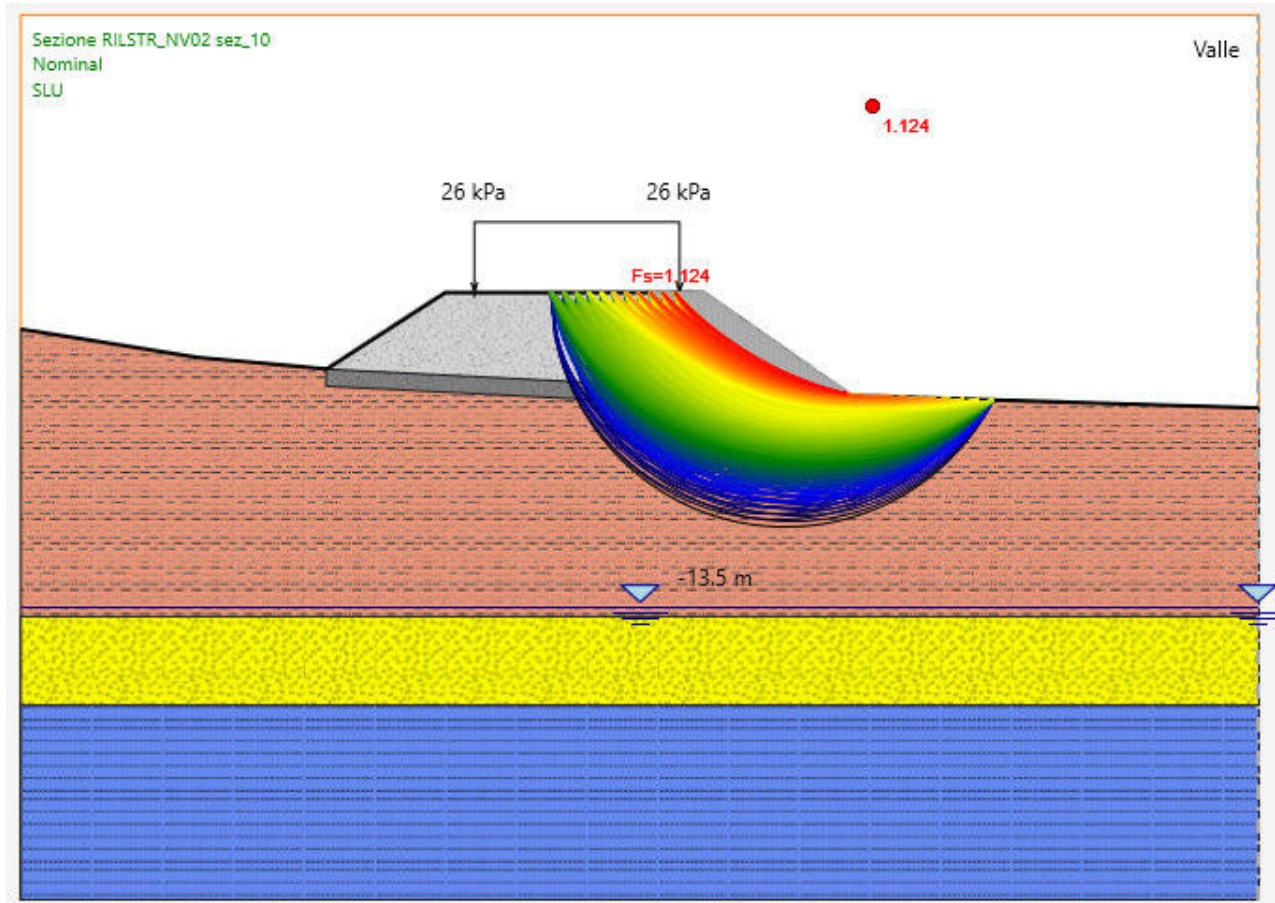 Sezione RILSTR_NV02 sez_10
Nominal
SLU
Valle
1.124
26 kPa
26 kPa
Fs=1.124
-13.5 m